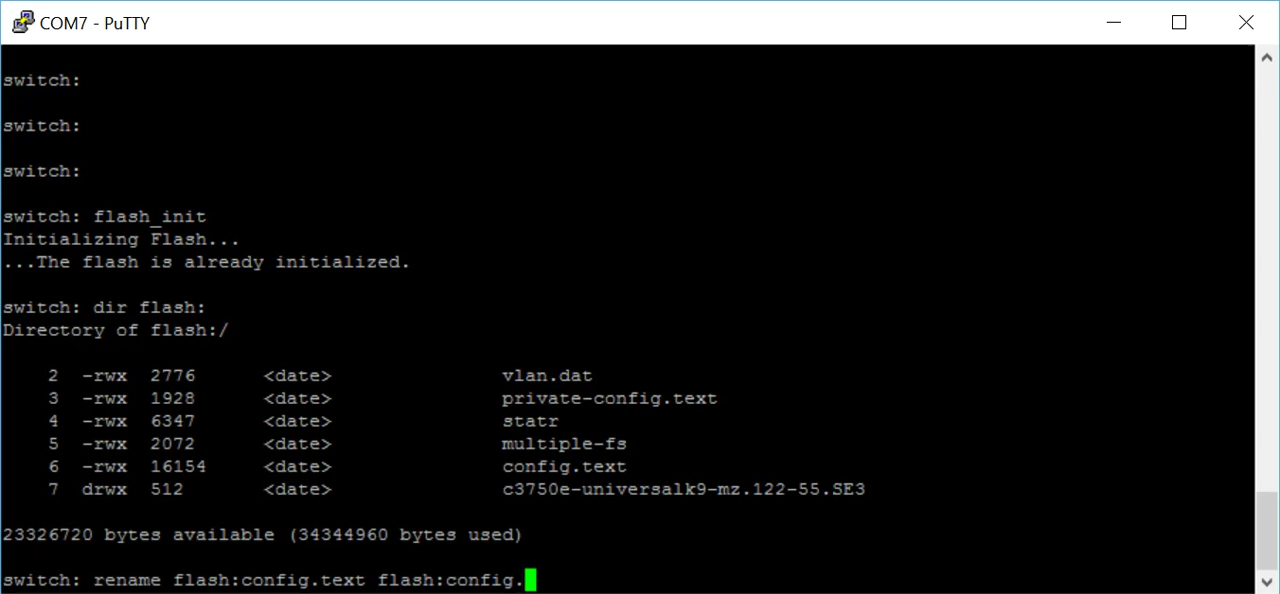 COM7 - PuTTY
switch:
switch:
switch:
switch: flash_init
Initializing Flash...
...The flash is already initialized.
switch: dir flash:
Directory of flash:/
2 -rwx 2776 <date> vlan.dat
3 -rwx 1928 <date> private-config.text
4 -rwx 6347 <date> statr
5 -rwx 2072 <date> multiple-fs
6 -rwx 16154 <date> config.text
7 drwx 512 <date> c3750e-universalk9-mz.122-55.SE3
23326720 bytes available (34344960 bytes used)
switch: rename flash:config.text flash:config.